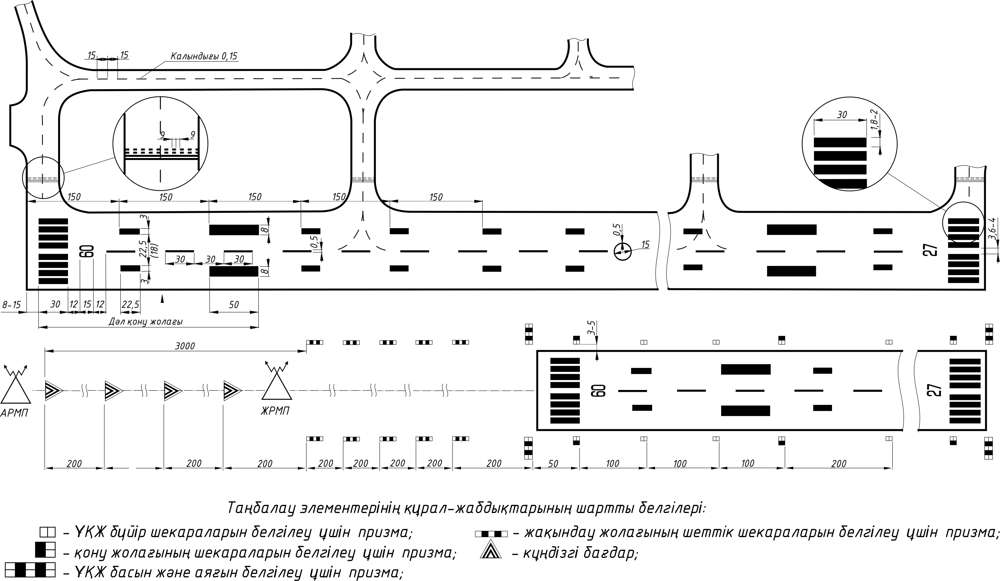 15 15 Калындығы 0,15
30 1,8-2
9 9
150 150 150 150 150
3 8 0,5 0,5 15 3,6-4
60 22,5 (18) 27
30 30 30
3 8
8-15 30 12 15 12 22,5 50
Дәл қону жолағы
3-5
3000
60 27
АРМП ЖРМП
200 200 200 200 200 200 200 200 50 100 100 100 200
Таңбалау элементерінің құрал-жабдықтарының шартты белгілері:
- ҰҚЖ бүйір шекараларын белгілеу үшін призма;
- қону жолағының шекараларын белгілеу үшін призма;
- ҰҚЖ басын және аяғын белгілеу үшін призма;
- жақындау жолағының шеттік шекараларын белгілеу үшін призма;
- күңдізгі бағдар;